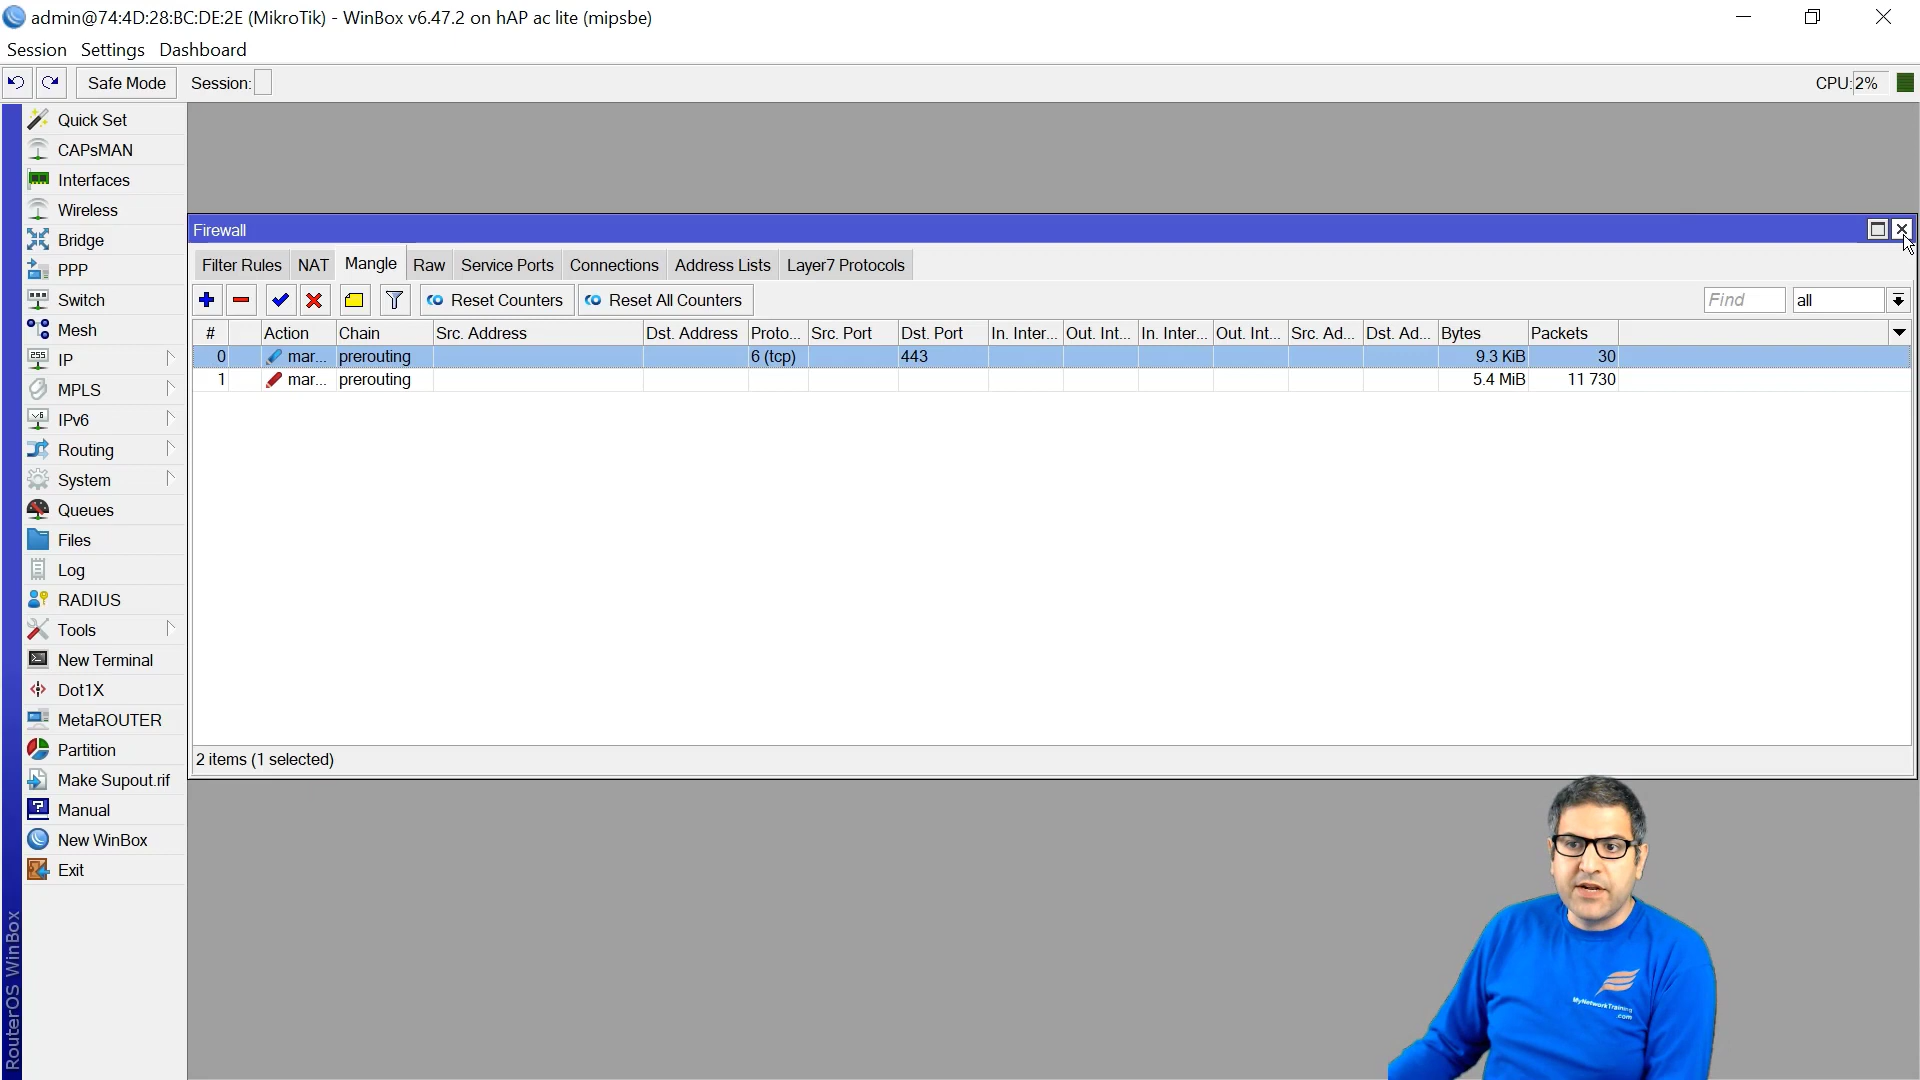 admin@74:4D:28:BC:DE:2E (MikroTik) - WinBox v6.47.2 on hAP ac lite (mipsbe)
Session Settings Dashboard
Safe Mode Session: CPU: 2%
Quick Set
CAPsMAN
Interfaces
Wireless
Bridge
PPP
Switch
Mesh
IP
MPLS
IPv6
Routing
System
Queues
Files
Log
RADIUS
Tools
New Terminal
Dot1X
MetaROUTER
Partition
Make Supout.rif
Manual
New WinBox
Exit
RouterOS WinBox
Firewall
Filter Rules NAT Mangle Raw Service Ports Connections Address Lists Layer7 Protocols
Reset Counters Reset All Counters Find all
# Action Chain Src. Address Dst. Address Proto... Src. Port Dst. Port In. Inter... Out. Int... In. Inter... Out. Int... Src. Ad... Dst. Ad... Bytes Packets
0 mar... prerouting 6 (tcp) 443 9.3 KiB 30
1 mar... prerouting 5.4 MiB 11 730
2 items (1 selected)
MyNetworkTraining
.com